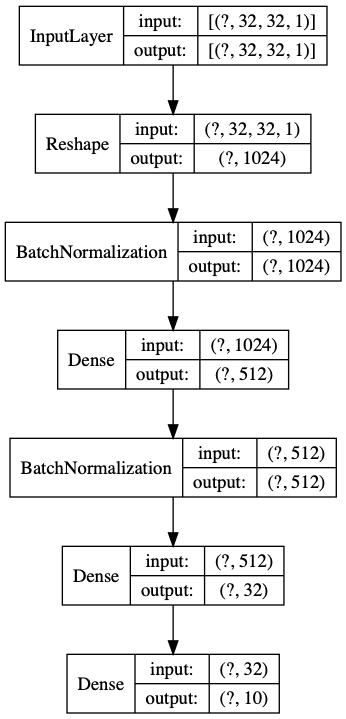 InputLayer
input: [(?, 32, 32, 1)]
output: [(?, 32, 32, 1)]
Reshape
input: (?, 32, 32, 1)
output: (?, 1024)
BatchNormalization
input: (?, 1024)
output: (?, 1024)
Dense
input: (?, 1024)
output: (?, 512)
BatchNormalization
input: (?, 512)
output: (?, 512)
Dense
input: (?, 512)
output: (?, 32)
Dense
input: (?, 32)
output: (?, 10)